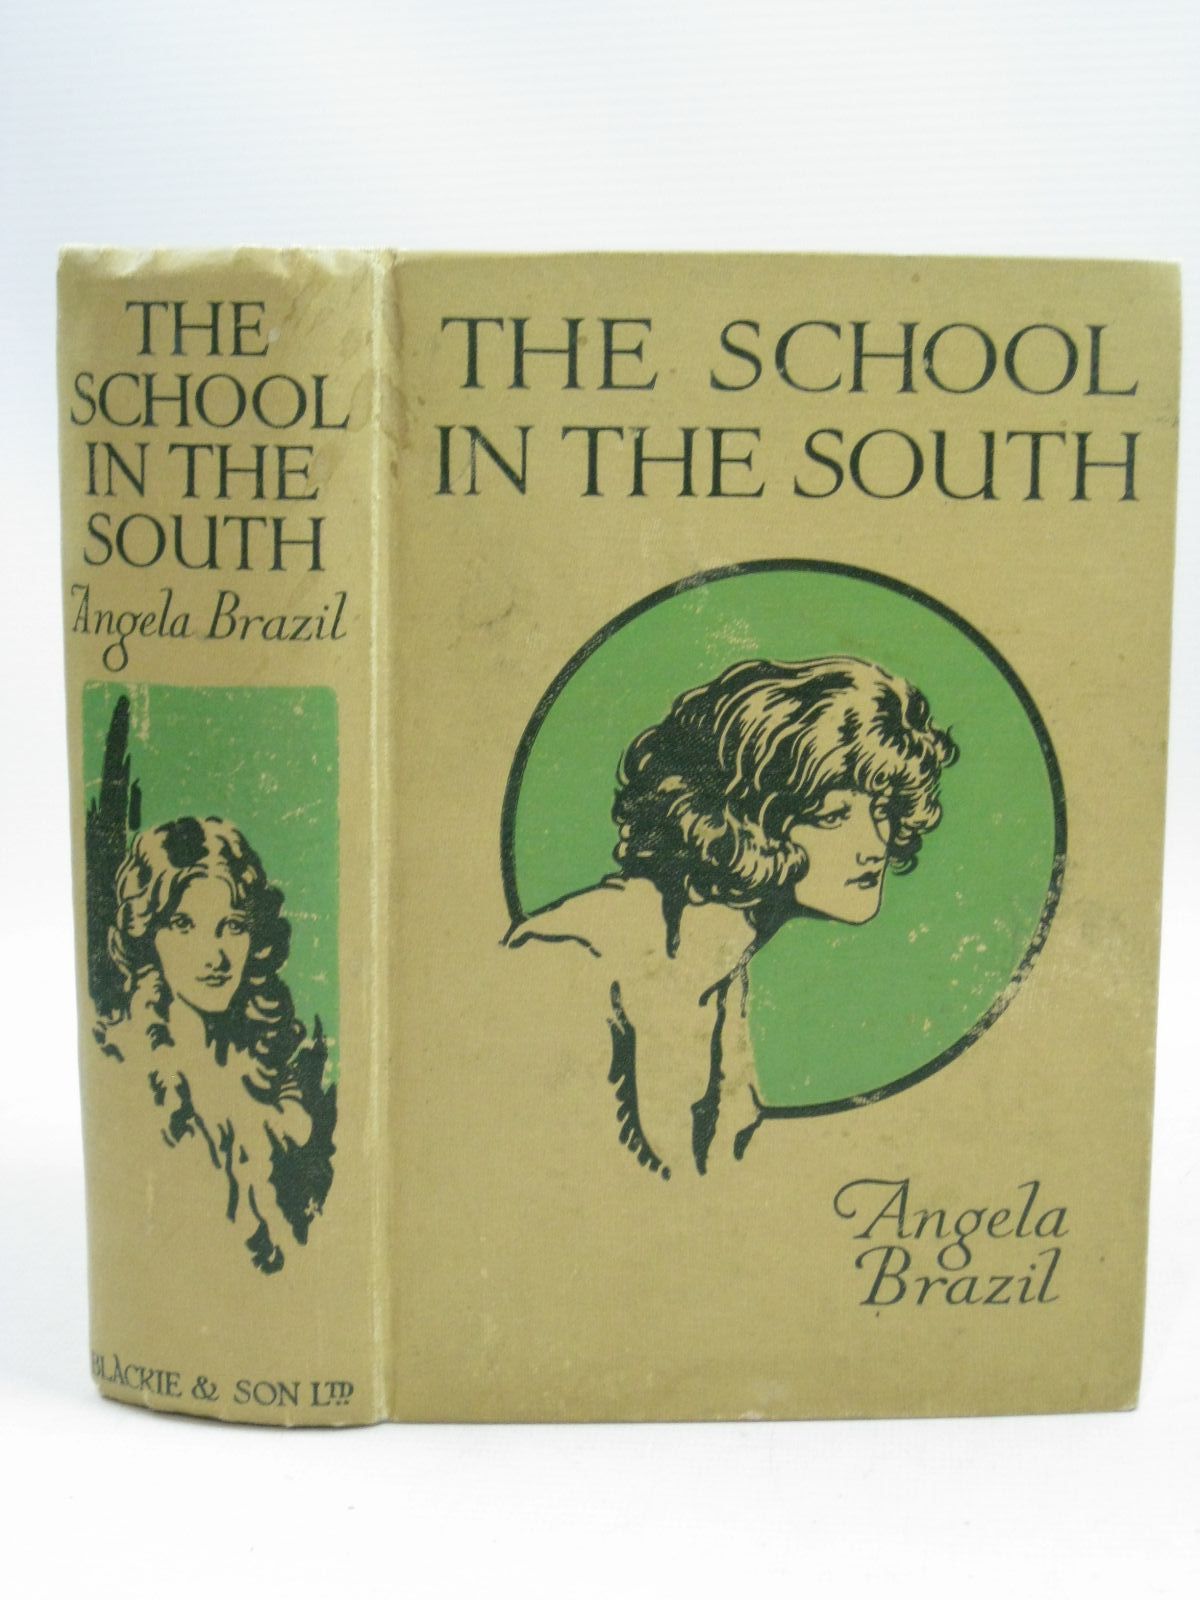 THE
SCHOOL
IN THE
SOUTH
Angela Brazil
BLACKIE & SON LTD
THE SCHOOL
IN THE SOUTH
Angela
Brazil